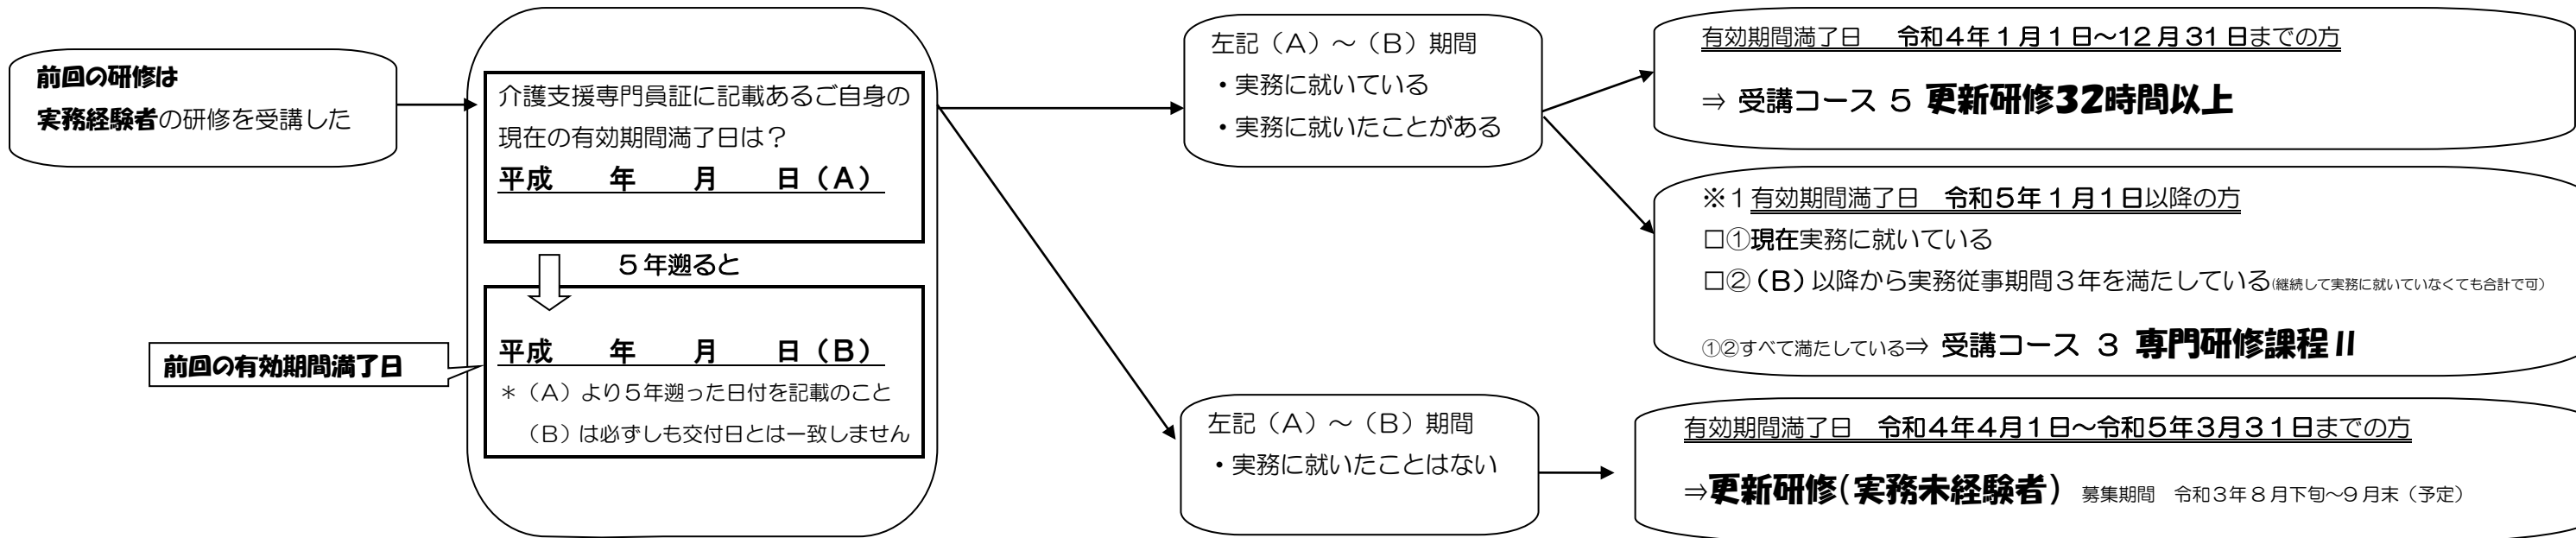 前回の研修は
実務経験者の研修を受講した
介護支援専門員証に記載あるご自身の
現在の有効期間満了日は？
平成　　年　　月　　日（A）
５年遡ると
前回の有効期間満了日
平成　　年　　月　　日（B）
＊（A）より５年遡った日付を記載のこと
（B）は必ずしも交付日とは一致しません
左記（A）～（B）期間
・実務に就いている
・実務に就いたことがある
左記（A）～（B）期間
・実務に就いたことはない
有効期間満了日　令和４年１月１日～12月31日までの方
⇒ 受講コース ５ 更新研修32時間以上
※１有効期間満了日　令和５年１月１日以降の方
□①現在実務に就いている
□②（B）以降から実務従事期間３年を満たしている(継続して実務に就いていなくても合計で可)
①②すべて満たしている⇒ 受講コース ３ 専門研修課程Ⅱ
有効期間満了日　令和４年４月１日～令和５年３月３１日までの方
⇒更新研修(実務未経験者)　募集期間　令和３年８月下旬～９月末（予定）